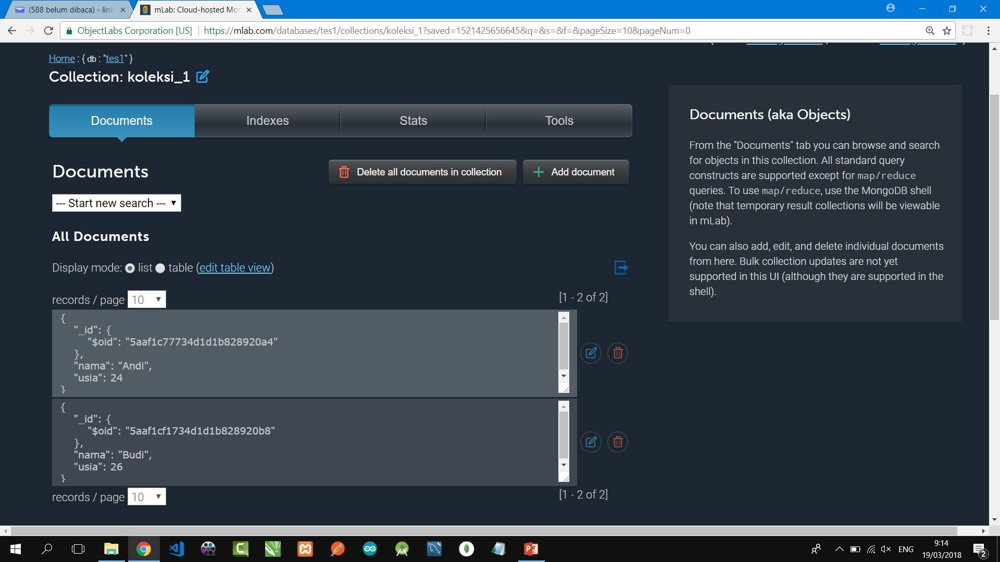 (588 belum dibaca) - lint
mLab: Cloud-hosted Mo
ObjectLabs Corporation [US]
https://mlab.com/databases/tes1/collections/koleksi_1?saved=1521425656645&q=&s=&f=&pageSize=10&pageNum=0
Home : { db : "tes1" }
Collection: koleksi_1
Documents
Indexes
Stats
Tools
Documents
Delete all documents in collection
Add document
--- Start new search ---
All Documents
Display mode: list table (edit table view)
records / page 10
[1 - 2 of 2]
{
"_id": {
"$oid": "5aaf1c77734d1d1b828920a4"
},
"nama": "Andi",
"usia": 24
}
{
"_id": {
"$oid": "5aaf1cf1734d1d1b828920b8"
},
"nama": "Budi",
"usia": 26
}
records / page 10
[1 - 2 of 2]
Documents (aka Objects)
From the "Documents" tab you can browse and search
for objects in this collection. All standard query
constructs are supported except for map/reduce
queries. To use map/reduce, use the MongoDB shell
(note that temporary result collections will be viewable
in mLab).
You can also add, edit, and delete individual documents
from here. Bulk collection updates are not yet
supported in this UI (although they are supported in the
shell).
ENG
9:14
19/03/2018
2